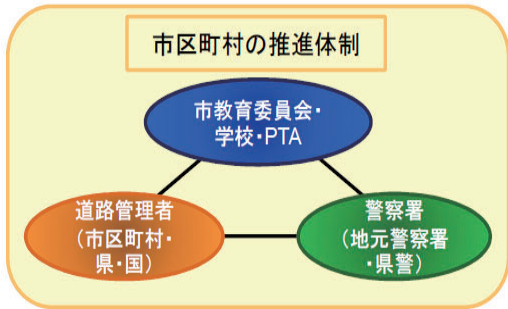 市区町村の推進体制
市教育委員会・
学校・PTA
道路管理者
（市区町村・
県・国）
警察署
（地元警察署
・県警）